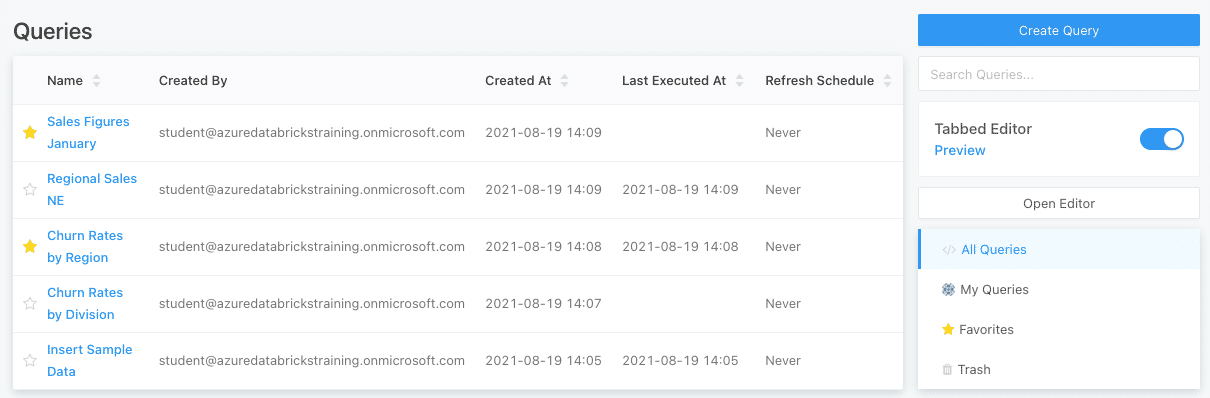 Queries
Name Created By Created At Last Executed At Refresh Schedule
Sales Figures
January
student@azuredatabrickstraining.onmicrosoft.com 2021-08-19 14:09 Never
Regional Sales
NE
student@azuredatabrickstraining.onmicrosoft.com 2021-08-19 14:09 2021-08-19 14:09 Never
Churn Rates
by Region
student@azuredatabrickstraining.onmicrosoft.com 2021-08-19 14:08 2021-08-19 14:08 Never
Churn Rates
by Division
student@azuredatabrickstraining.onmicrosoft.com 2021-08-19 14:07 Never
Insert Sample
Data
student@azuredatabrickstraining.onmicrosoft.com 2021-08-19 14:05 2021-08-19 14:05 Never
Create Query
Search Queries...
Tabbed Editor
Preview
Open Editor
All Queries
My Queries
Favorites
Trash